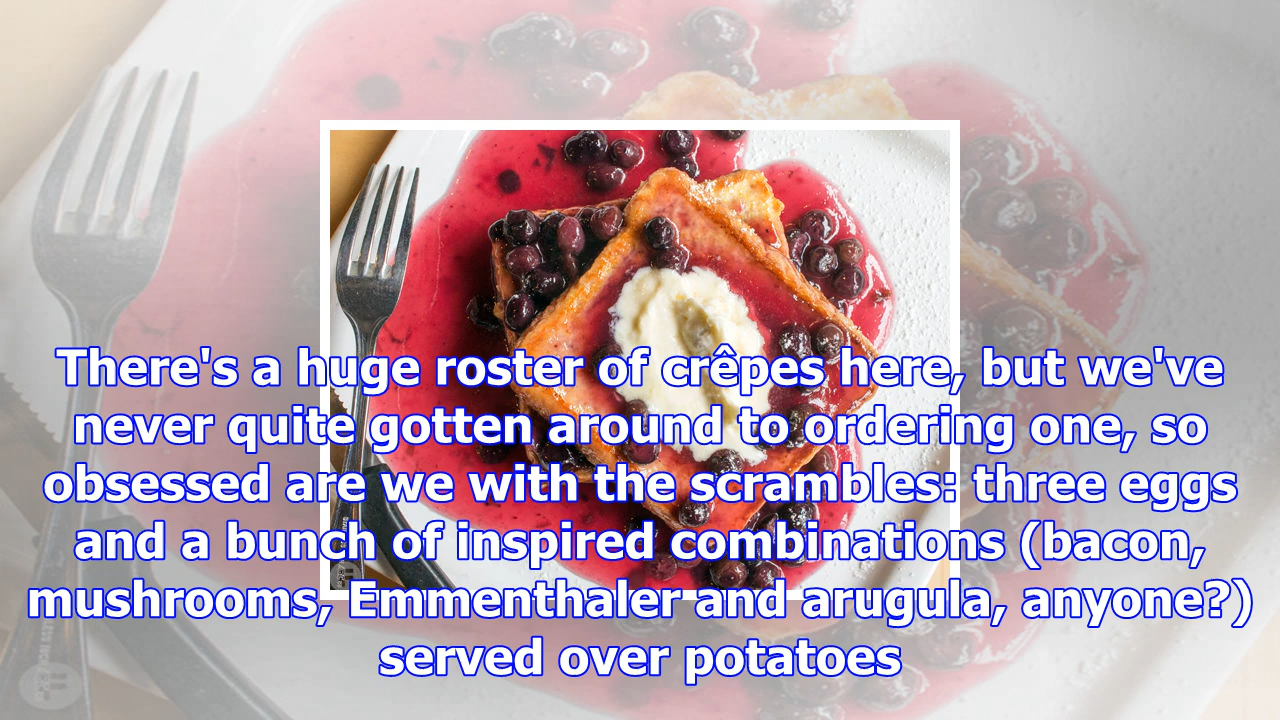 There's a huge roster of crêpes here, but we've
never quite gotten around to ordering one, so
obsessed are we with the scrambles: three eggs
and a bunch of inspired combinations (bacon,
mushrooms, Emmenthaler and arugula, anyone?)
served over potatoes